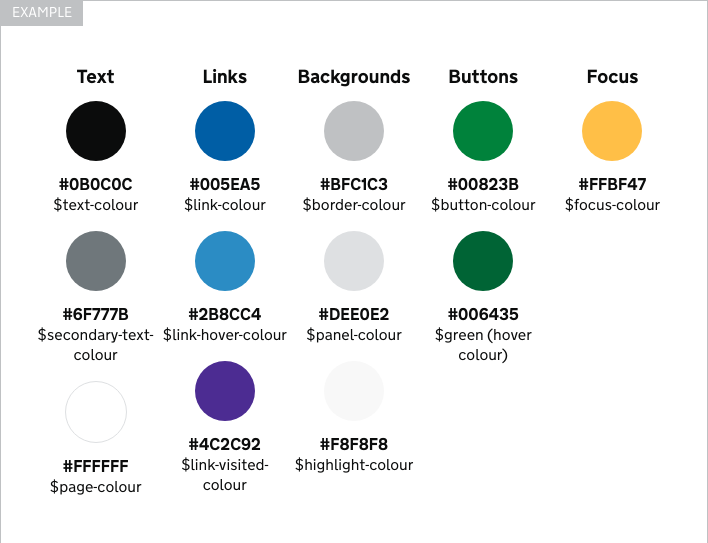 EXAMPLE
Text
Links
Backgrounds
Buttons
Focus
#0B0C0C
$text-colour
#005EA5
$link-colour
#BFC1C3
$border-colour
#00823B
$button-colour
#FFBF47
$focus-colour
#6F777B
$secondary-text-
colour
#2B8CC4
$link-hover-colour
#DEE0E2
$panel-colour
#006435
$green (hover
colour)
#FFFFFF
$page-colour
#4C2C92
$link-visited-
colour
#F8F8F8
$highlight-colour